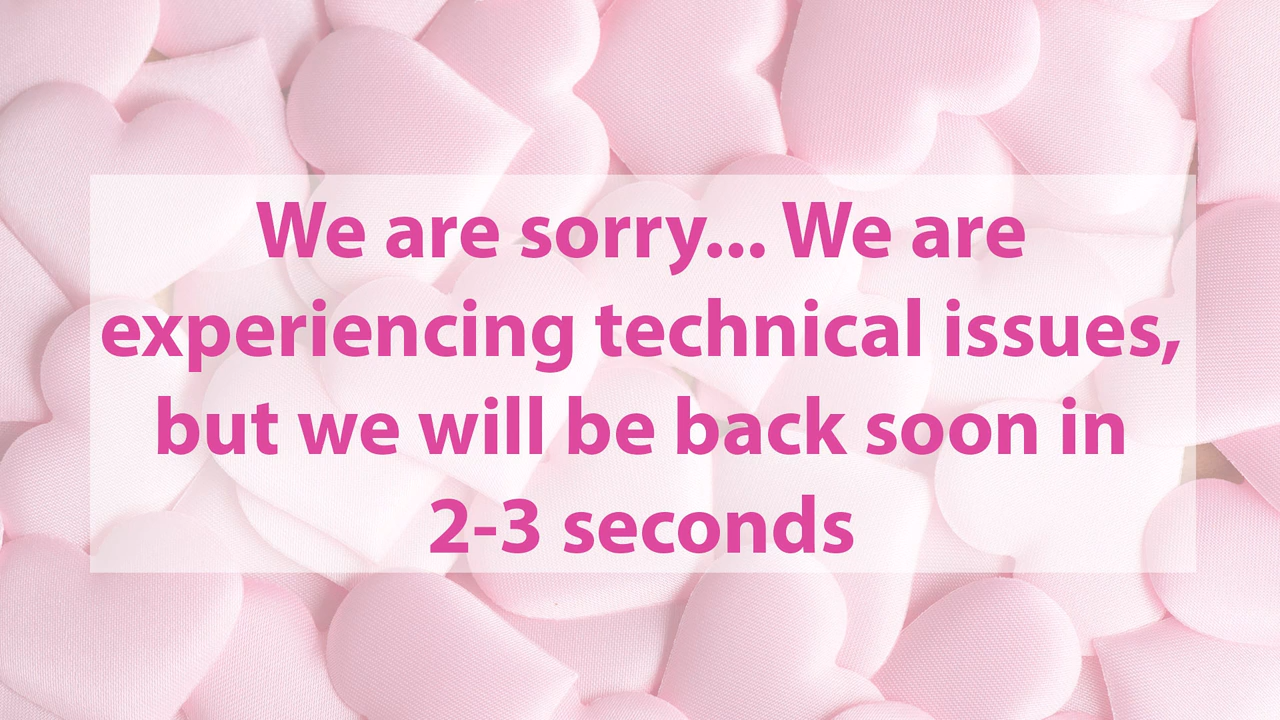 We are sorry... We are
experiencing technical issues,
but we will be back soon in
2-3 seconds